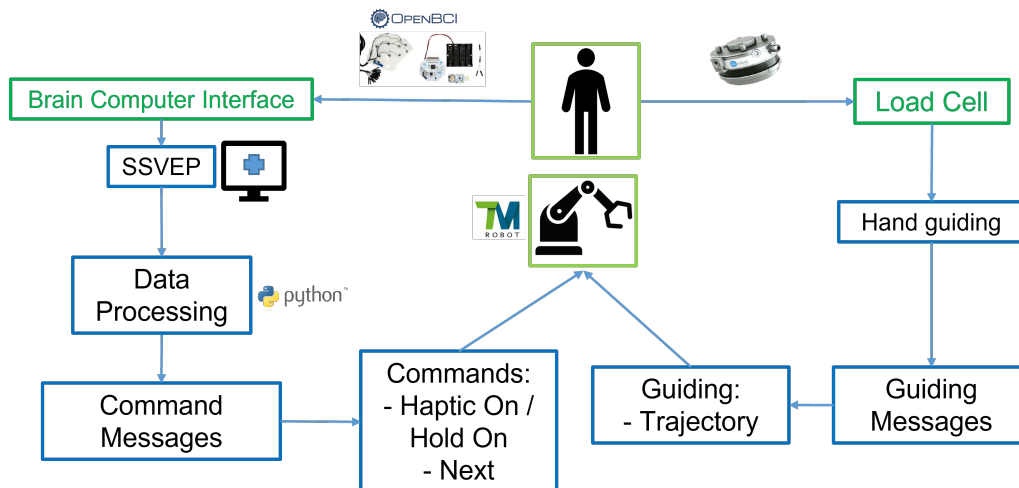 OPENBCI
Brain Computer Interface
Load Cell
SSVEP
TM
ROBOT
Hand guiding
Data
Processing
python™
Command
Messages
Commands:
- Haptic On /
Hold On
- Next
Guiding:
- Trajectory
Guiding
Messages